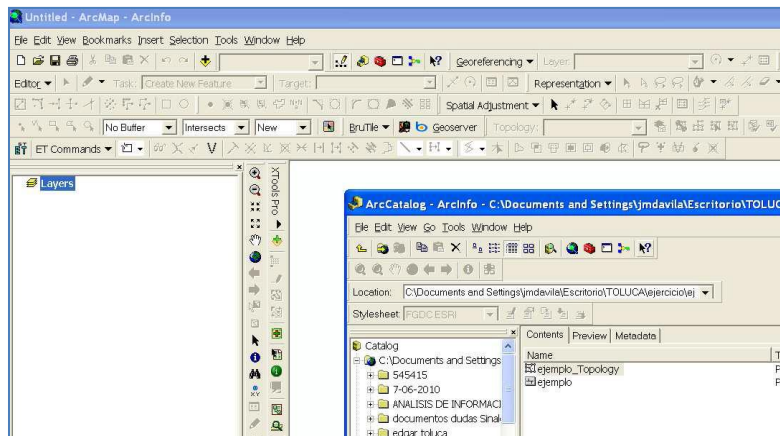 Untitled - ArcMap - ArcInfo
File Edit View Bookmarks Insert Selection Tools Window Help
Georeferencing Layer:
Editor Task: Create New Feature Target: Representation
Spatial Adjustment
No Buffer Intersects New BruTile Geoserver Topology:
ET Commands V
Layers
XTools Pro
ArcCatalog - ArcInfo - C:\Documents and Settings\jmdavila\Escritorio\TOLUC
File Edit View Go Tools Window Help
Location: C:\Documents and Settings\jmdavila\Escritorio\TOLUCA\ejercicio\ej
Stylesheet: FGDC ESRI
Contents Preview Metadata
Catalog
Name T
C:\Documents and Settings
ejemplo_Topology P
545415
ejemplo P
7-06-2010
ANALISIS DE INFORMACI
documentos dudas Sinal
edgar toluca